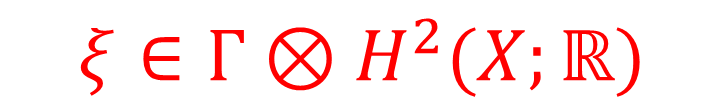 ξ ∈ Γ ⨂ H²(X; ℝ)